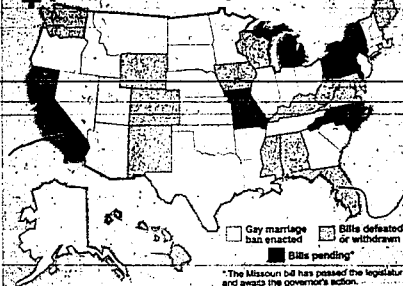 Gay marriage
ban enacted
Bills defeated
or withdrawn
Bills pending*
*The Missouri bill has passed the legislature
and awaits the governor's action.